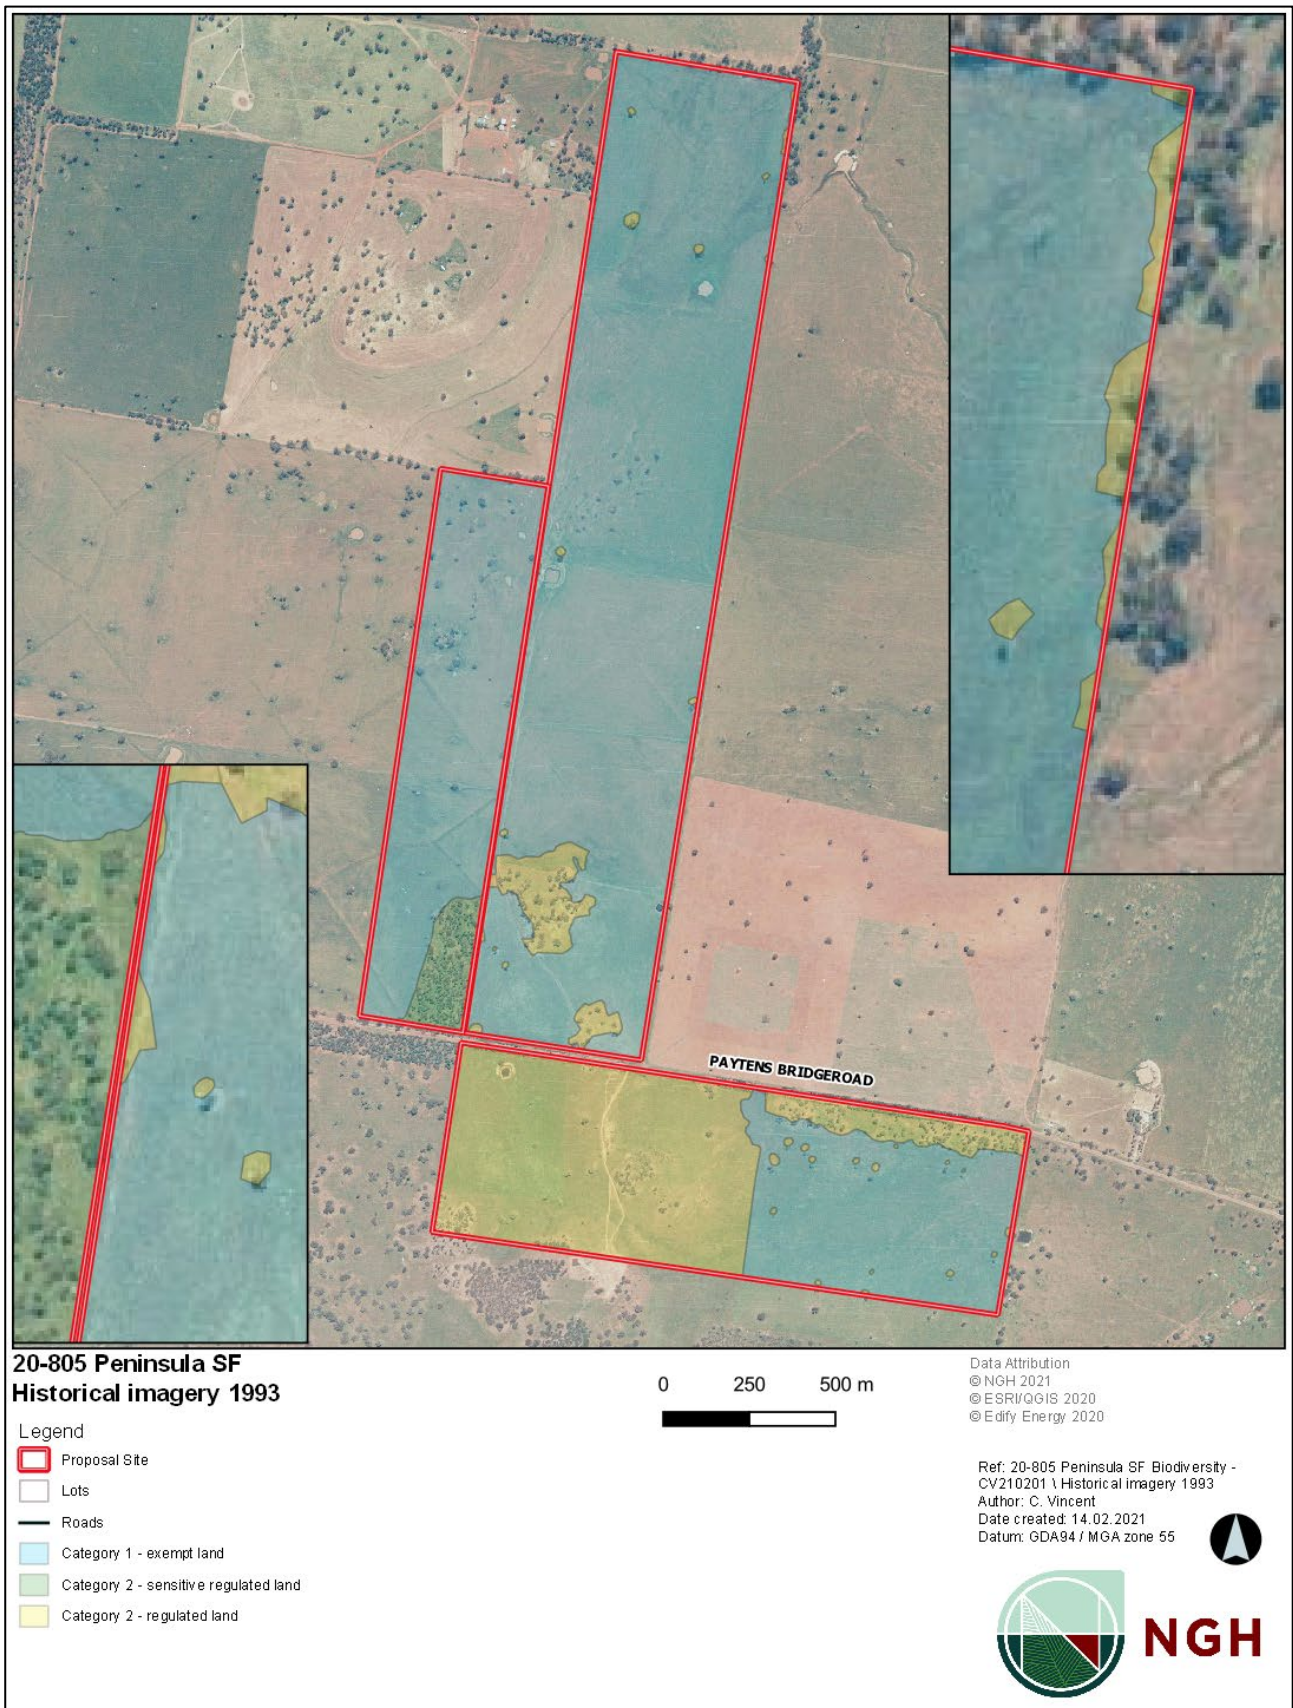 PAYTENS BRIDGEROAD
20-805 Peninsula SF
Historical imagery 1993
Legend
Proposal Site
Lots
Roads
Category 1 - exempt land
Category 2 - sensitive regulated land
Category 2 - regulated land
0 250 500 m
Data Attribution
© NGH 2021
© ESRI/QGIS 2020
© Edify Energy 2020
Ref: 20-805 Peninsula SF Biodiversity -
CV210201 \ Historical imagery 1993
Author: C. Vincent
Date created: 14.02.2021
Datum: GDA94 / MGA zone 55
NGH